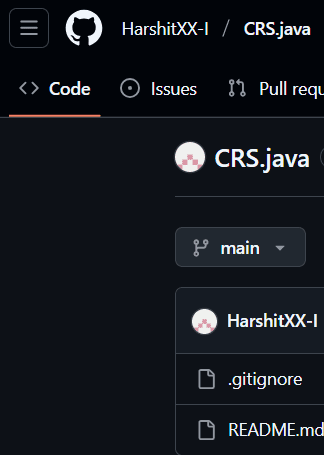 HarshitXX-I / CRS.java
Code Issues Pull requ
CRS.java
main
HarshitXX-I
.gitignore
README.md